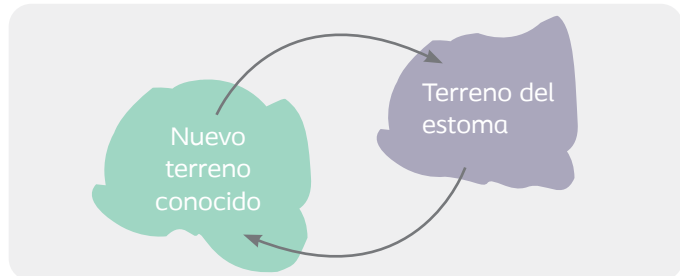 Nuevo
terreno
conocido
Terreno del
estoma